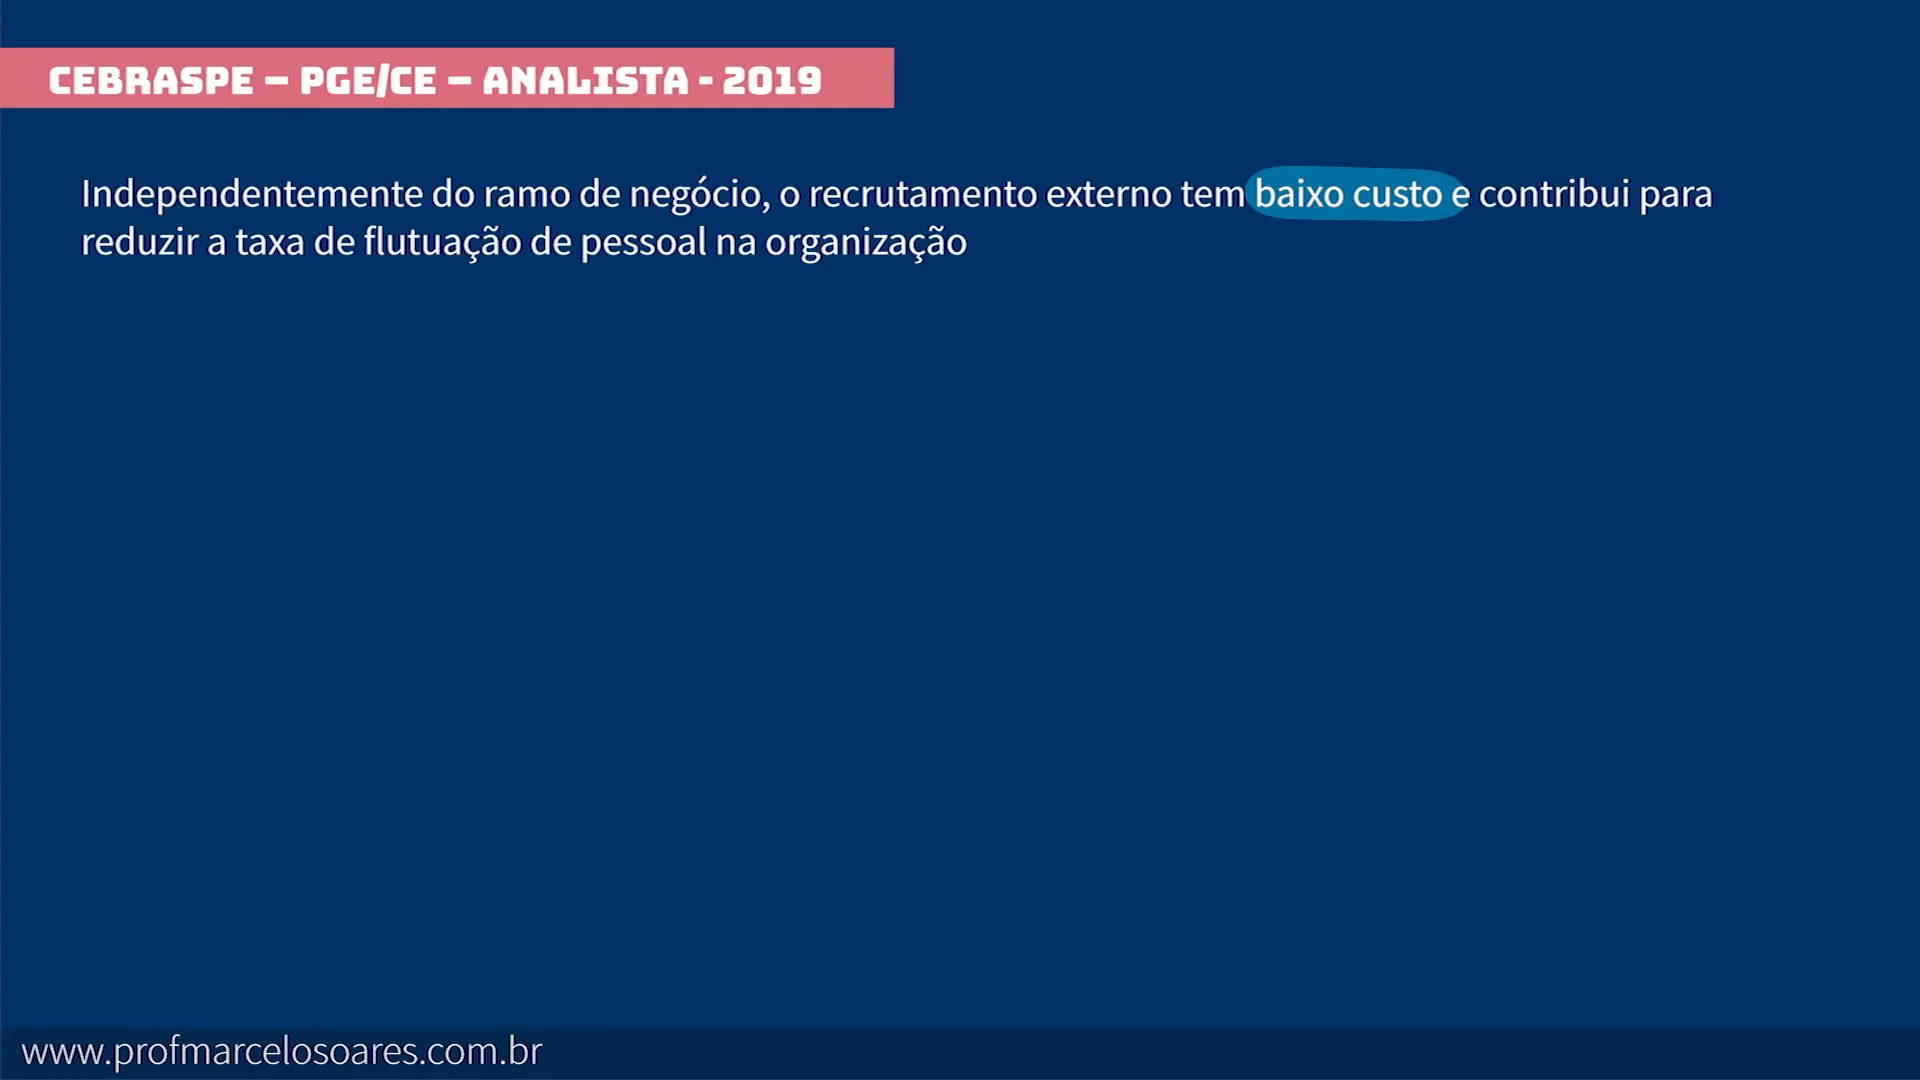 CEBRASPE – PGE/CE – ANALISTA - 2019
Independentemente do ramo de negócio, o recrutamento externo tem baixo custo e contribui para
reduzir a taxa de flutuação de pessoal na organização
www.profmarcelosoares.com.br